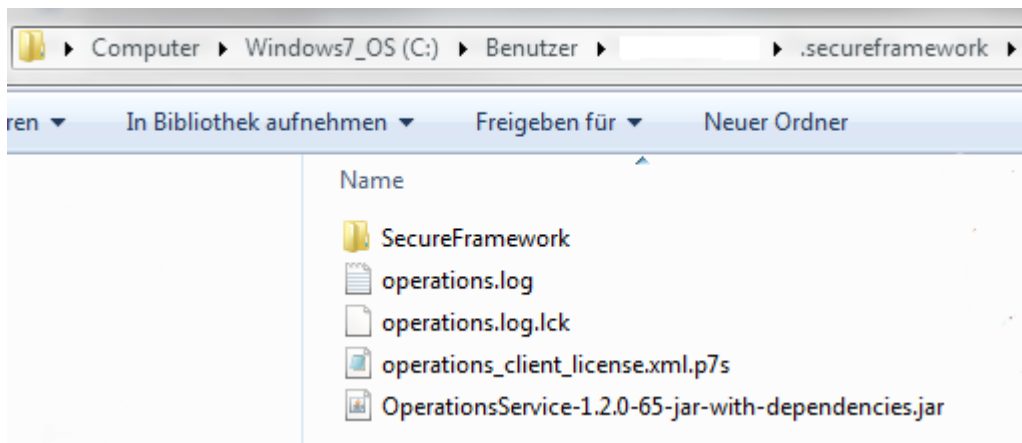 Computer Windows7_OS (C:) Benutzer .secureframework
ren In Bibliothek aufnehmen Freigeben für Neuer Ordner
Name
SecureFramework
operations.log
operations.log.lck
operations_client_license.xml.p7s
OperationsService-1.2.0-65-jar-with-dependencies.jar